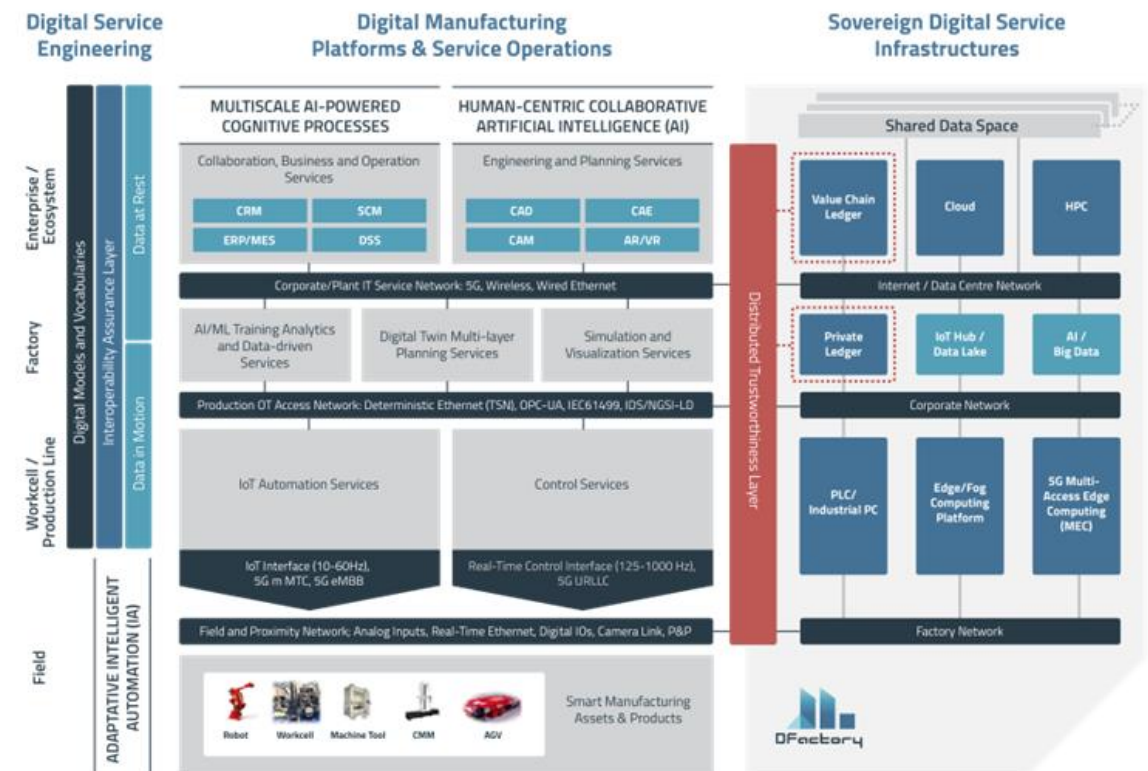 Digital Service
Engineering
Digital Manufacturing
Platforms & Service Operations
Sovereign Digital Service
Infrastructures
Enterprise /
Ecosystem
Factory
Workcell /
Production Line
Field
Digital Models and Vocabularies
Interoperability Assurance Layer
Data at Rest
Data in Motion
ADAPTATIVE INTELLIGENT
AUTOMATION (IA)
MULTISCALE AI-POWERED
COGNITIVE PROCESSES
HUMAN-CENTRIC COLLABORATIVE
ARTIFICIAL INTELLIGENCE (AI)
Collaboration, Business and Operation
Services
CRM
SCM
ERP/MES
DSS
Engineering and Planning Services
CAD
CAE
CAM
AR/VR
Corporate/Plant IT Service Network: 5G, Wireless, Wired Ethernet
AI/ML Training Analytics
and Data-driven
Services
Digital Twin Multi-layer
Planning Services
Simulation and
Visualization Services
Production OT Access Network: Deterministic Ethernet (TSN), OPC-UA, IEC61499, IDS/NGSI-LD
IoT Automation Services
Control Services
IoT Interface (10-60Hz),
5G m MTC, 5G eMBB
Real-Time Control Interface (125-1000 Hz),
5G URLLC
Field and Proximity Network; Analog Inputs, Real-Time Ethernet, Digital IOs, Camera Link, P&P
Robot
Workcell
Machine Tool
CMM
AGV
Smart Manufacturing
Assets & Products
Distributed Trustworthiness Layer
Shared Data Space
Value Chain
Ledger
Cloud
HPC
Internet / Data Centre Network
Private
Ledger
IoT Hub /
Data Lake
AI /
Big Data
Corporate Network
PLC/
Industrial PC
Edge/Fog
Computing
Platform
5G Multi-
Access Edge
Computing
(MEC)
Factory Network
DFactory